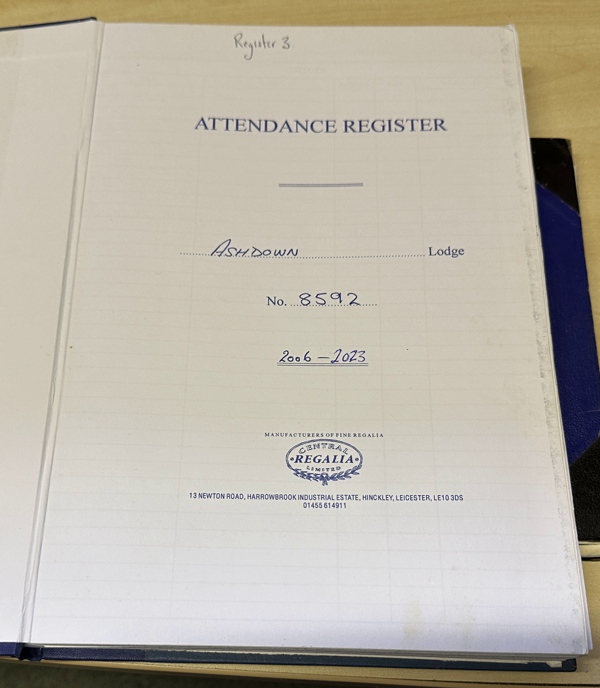 Register 3.
ATTENDANCE REGISTER
ASHDOWN Lodge
No. 8592
2006 – 2023
MANUFACTURERS OF FINE REGALIA
CENTRAL
REGALIA
LIMITED
13 NEWTON ROAD, HARROWBROOK INDUSTRIAL ESTATE, HINCKLEY, LEICESTER, LE10 3DS
01455 614911